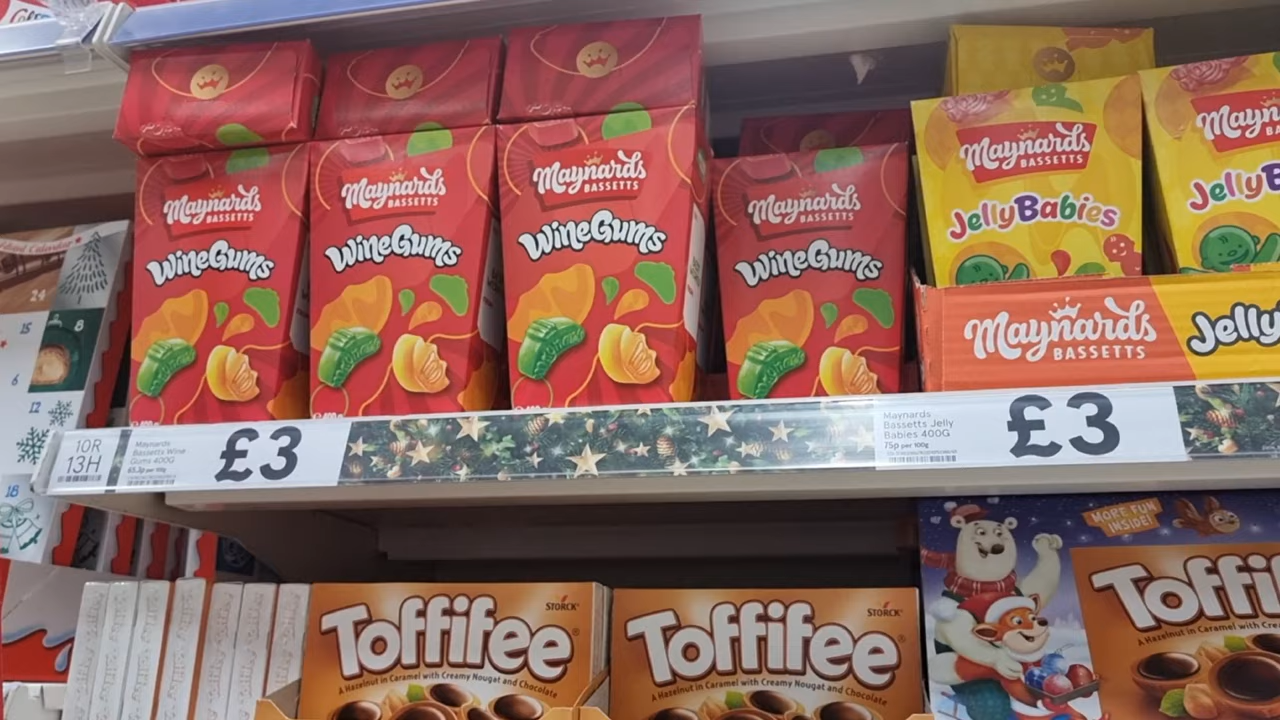 Maynards
BASSETTS
WineGums
Maynards
BASSETTS
WineGums
Maynards
BASSETTS
WineGums
Maynards
BASSETTS
WineGums
Maynards
BASSETTS
JellyBabies
Maynards
BASSETTS
Jelly
10R
13H
Maynards
Bassetts Wine
Gums 400G
£3
Maynards
Bassetts Jelly
Babies 400G
75p per 100g
£3
24
15
8
6
12
18
MORE FUN
INSIDE!
STORCK
Toffifee
A Hazelnut in Caramel with Creamy Nougat and Chocolate
STORCK
Toffifee
A Hazelnut in Caramel with Creamy Nougat and Chocolate
Toffi
A Hazelnut in Caramel with